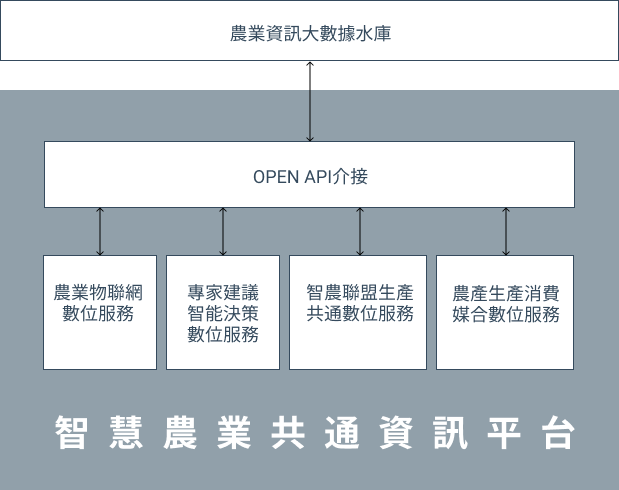 農業資訊大數據水庫
OPEN API介接
農業物聯網
數位服務
專家建議
智能決策
數位服務
智農聯盟生產
共通數位服務
農產生產消費
媒合數位服務
智慧農業共通資訊平台